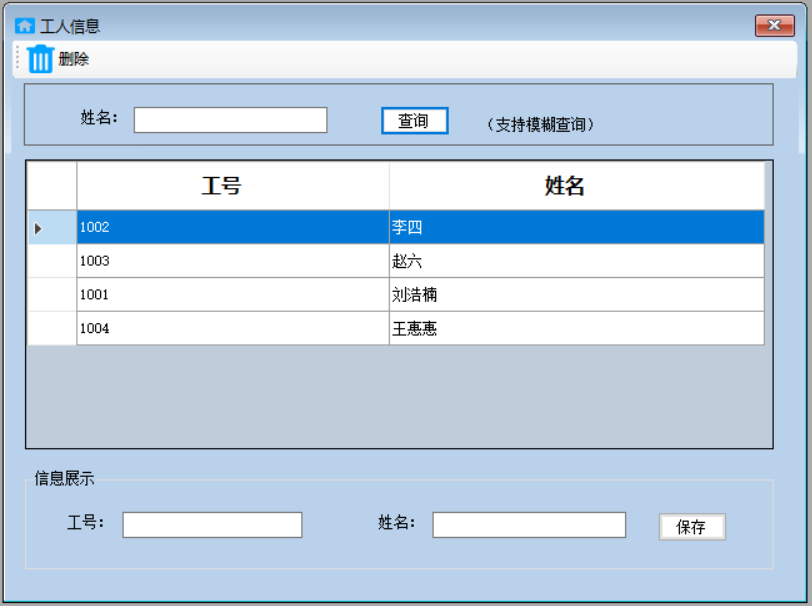 工人信息
删除
姓名: 查询 （支持模糊查询）
工号 姓名
1002 李四
1003 赵六
1001 刘浩楠
1004 王惠惠
信息展示
工号: 姓名: 保存